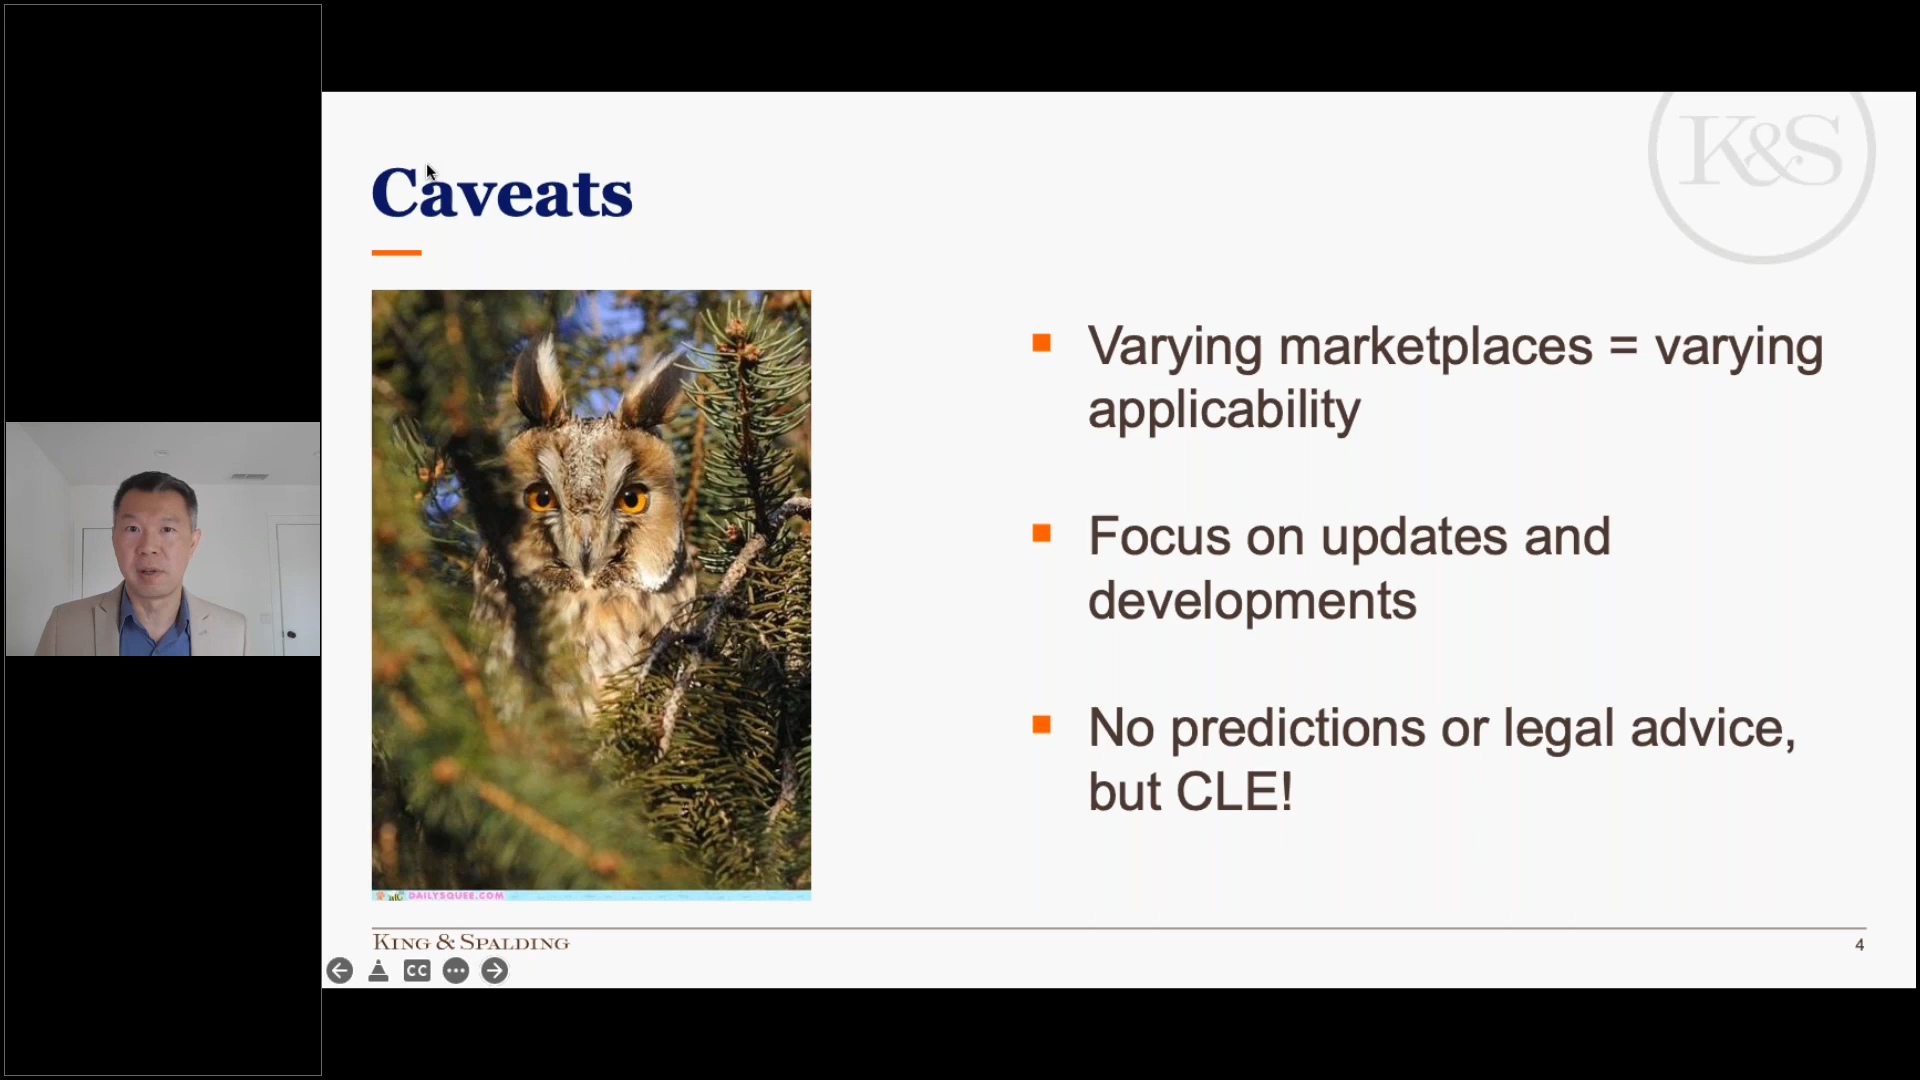 K&S
Caveats
Varying marketplaces = varying
applicability
Focus on updates and
developments
No predictions or legal advice,
but CLE!
DAILYSQUEE.COM
KING & SPALDING
4
CC